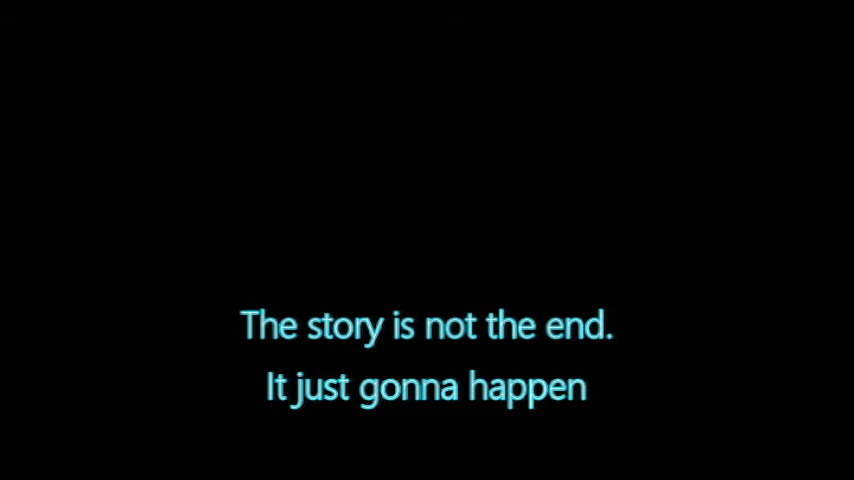 The story is not the end.
It just gonna happen